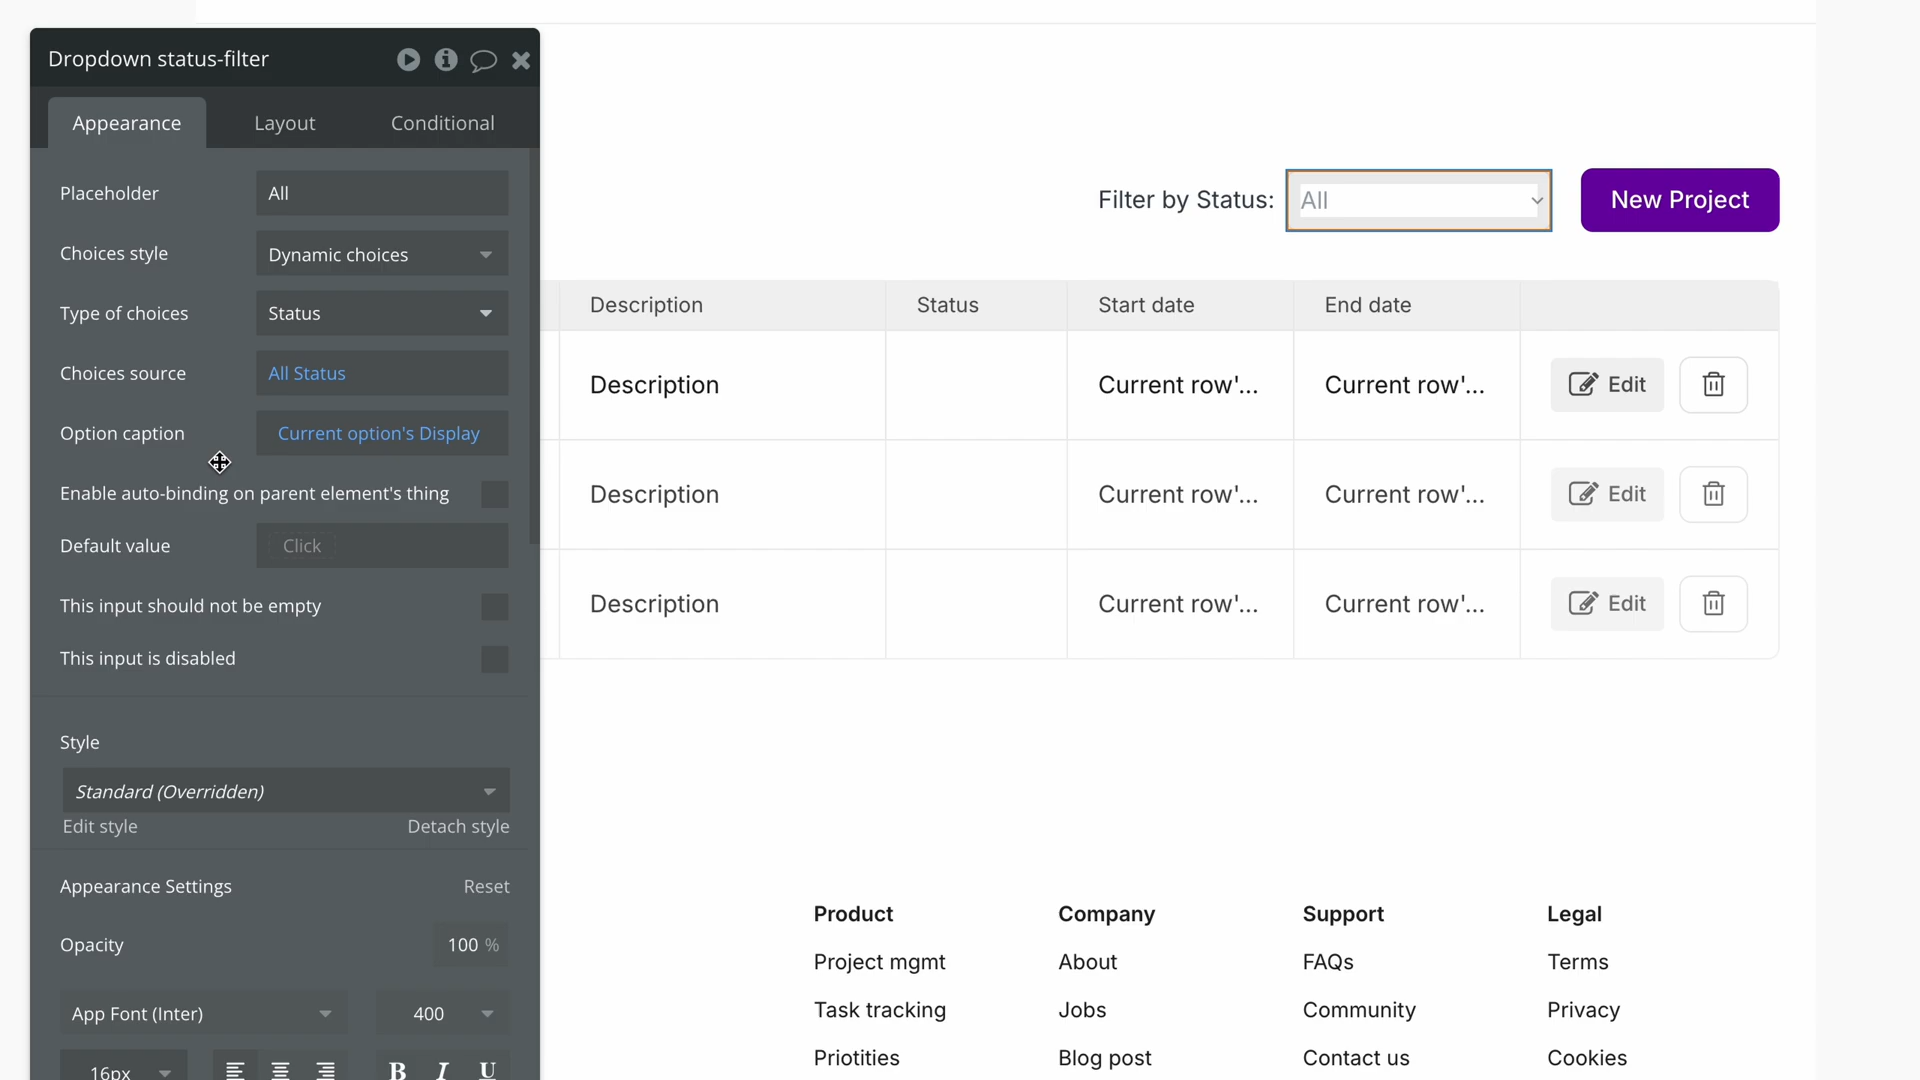 Dropdown status-filter
Appearance
Layout
Conditional
Placeholder
All
Choices style
Dynamic choices
Type of choices
Status
Choices source
All Status
Option caption
Current option's Display
Enable auto-binding on parent element's thing
Default value
Click
This input should not be empty
This input is disabled
Style
Standard (Overridden)
Edit style
Detach style
Appearance Settings
Reset
Opacity
100 %
App Font (Inter)
400
16px
B I U
Filter by Status:
All
New Project
Description
Status
Start date
End date
Description
Current row'...
Current row'...
Edit
Description
Current row'...
Current row'...
Edit
Description
Current row'...
Current row'...
Edit
Product
Company
Support
Legal
Project mgmt
About
FAQs
Terms
Task tracking
Jobs
Community
Privacy
Priotities
Blog post
Contact us
Cookies